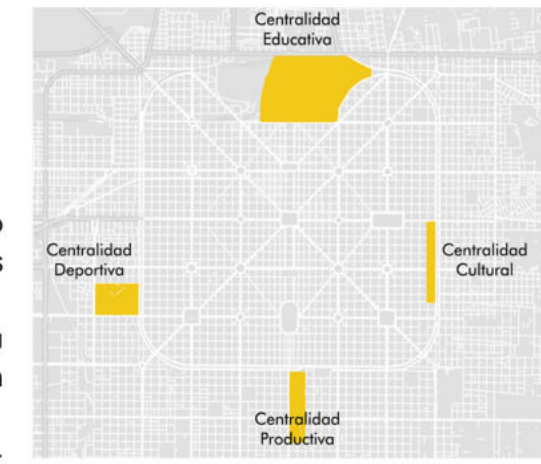 Centralidad
Educativa
Centralidad
Deportiva
Centralidad
Cultural
Centralidad
Productiva